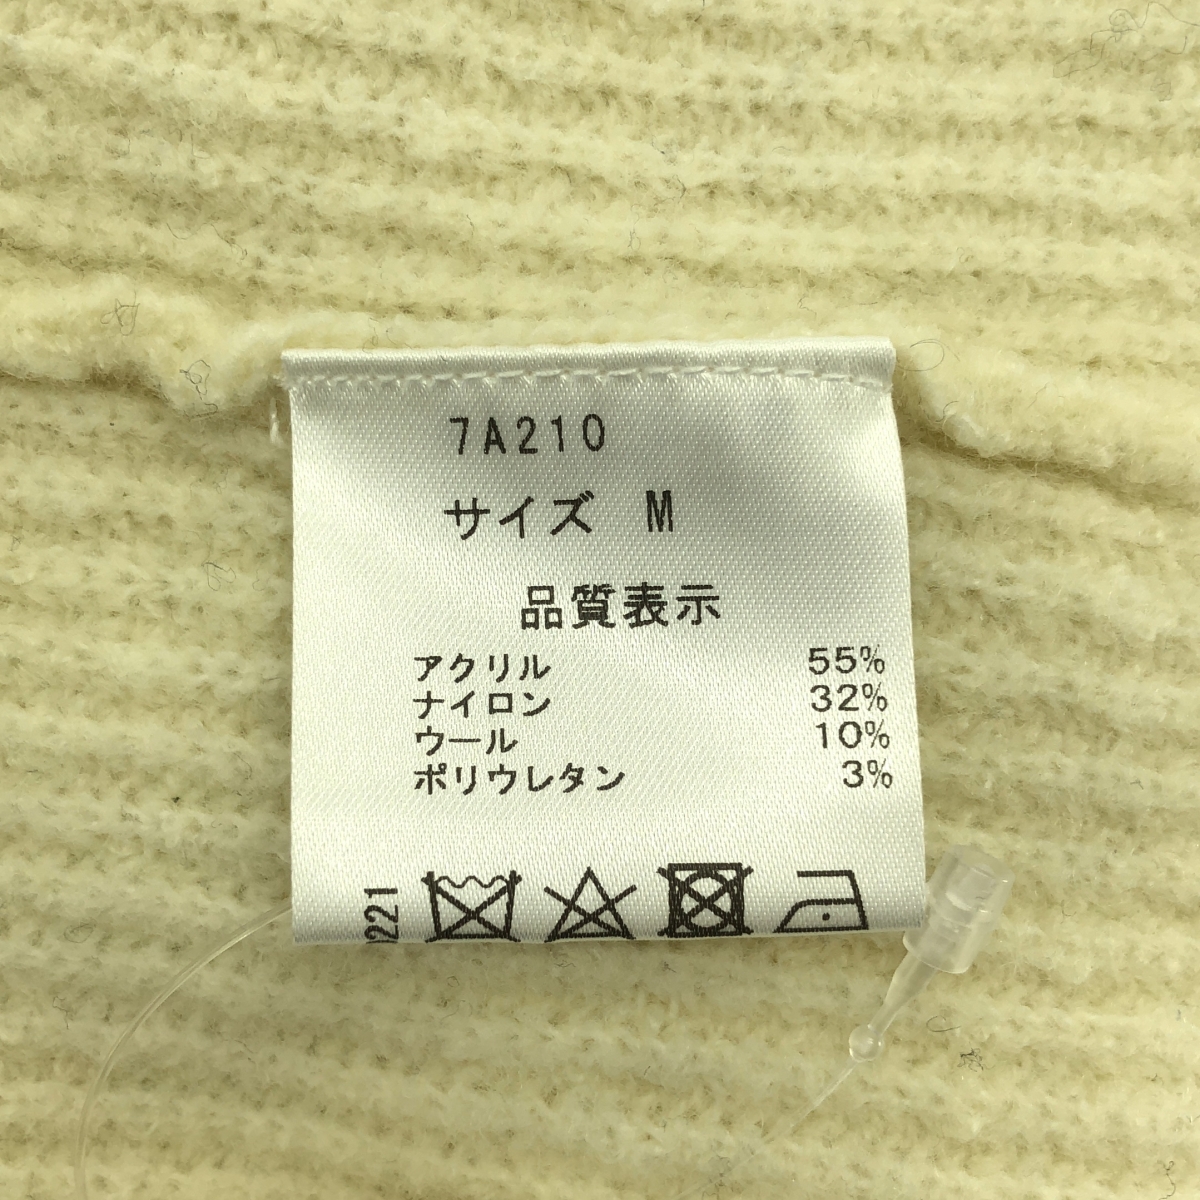 7A210
サイズ M
品質表示
アクリル 55%
ナイロン 32%
ウール 10%
ポリウレタン 3%